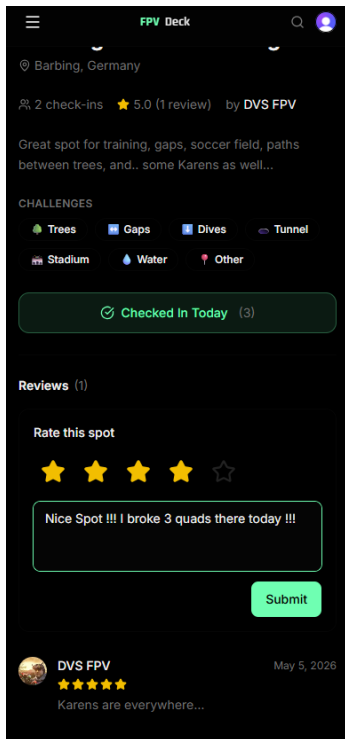 FPV Deck
Barbing, Germany
2 check-ins 5.0 (1 review) by DVS FPV
Great spot for training, gaps, soccer field, paths
between trees, and.. some Karens as well...
CHALLENGES
Trees Gaps Dives Tunnel
Stadium Water Other
Checked In Today (3)
Reviews (1)
Rate this spot
Nice Spot !!! I broke 3 quads there today !!!
Submit
DVS FPV May 5, 2026
Karens are everywhere...